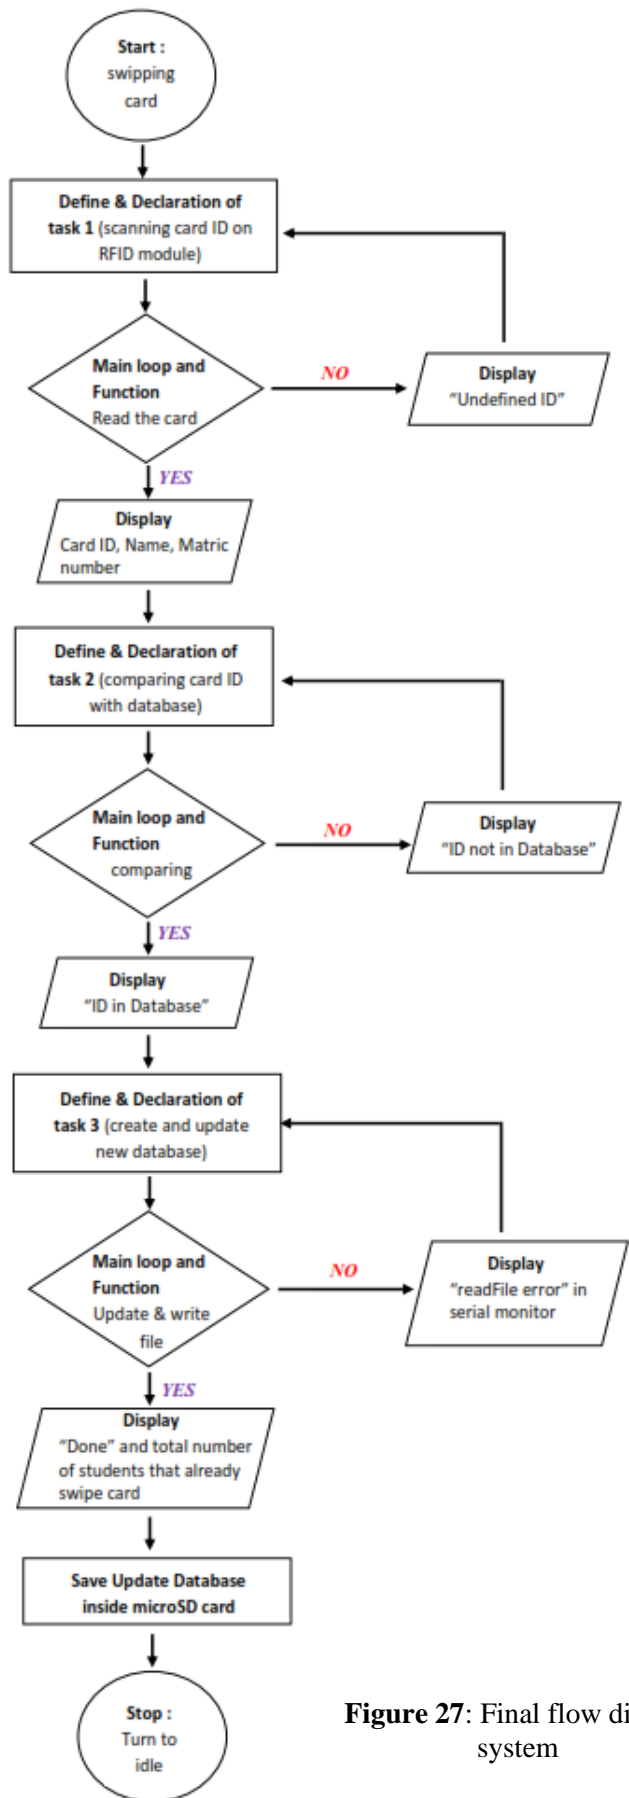 Start :
swipping
card
Define & Declaration of
task 1 (scanning card ID on
RFID module)
Main loop and
Function
Read the card
NO
Display
“Undefined ID”
YES
Display
Card ID, Name, Matric
number
Define & Declaration of
task 2 (comparing card ID
with database)
Main loop and
Function
comparing
NO
Display
“ID not in Database”
YES
Display
“ID in Database”
Define & Declaration of
task 3 (create and update
new database)
Main loop and
Function
Update & write
file
NO
Display
“readFile error” in
serial monitor
YES
Display
“Done” and total number
of students that already
swipe card
Save Update Database
inside microSD card
Stop :
Turn to
idle
Figure 27: Final flow di
system